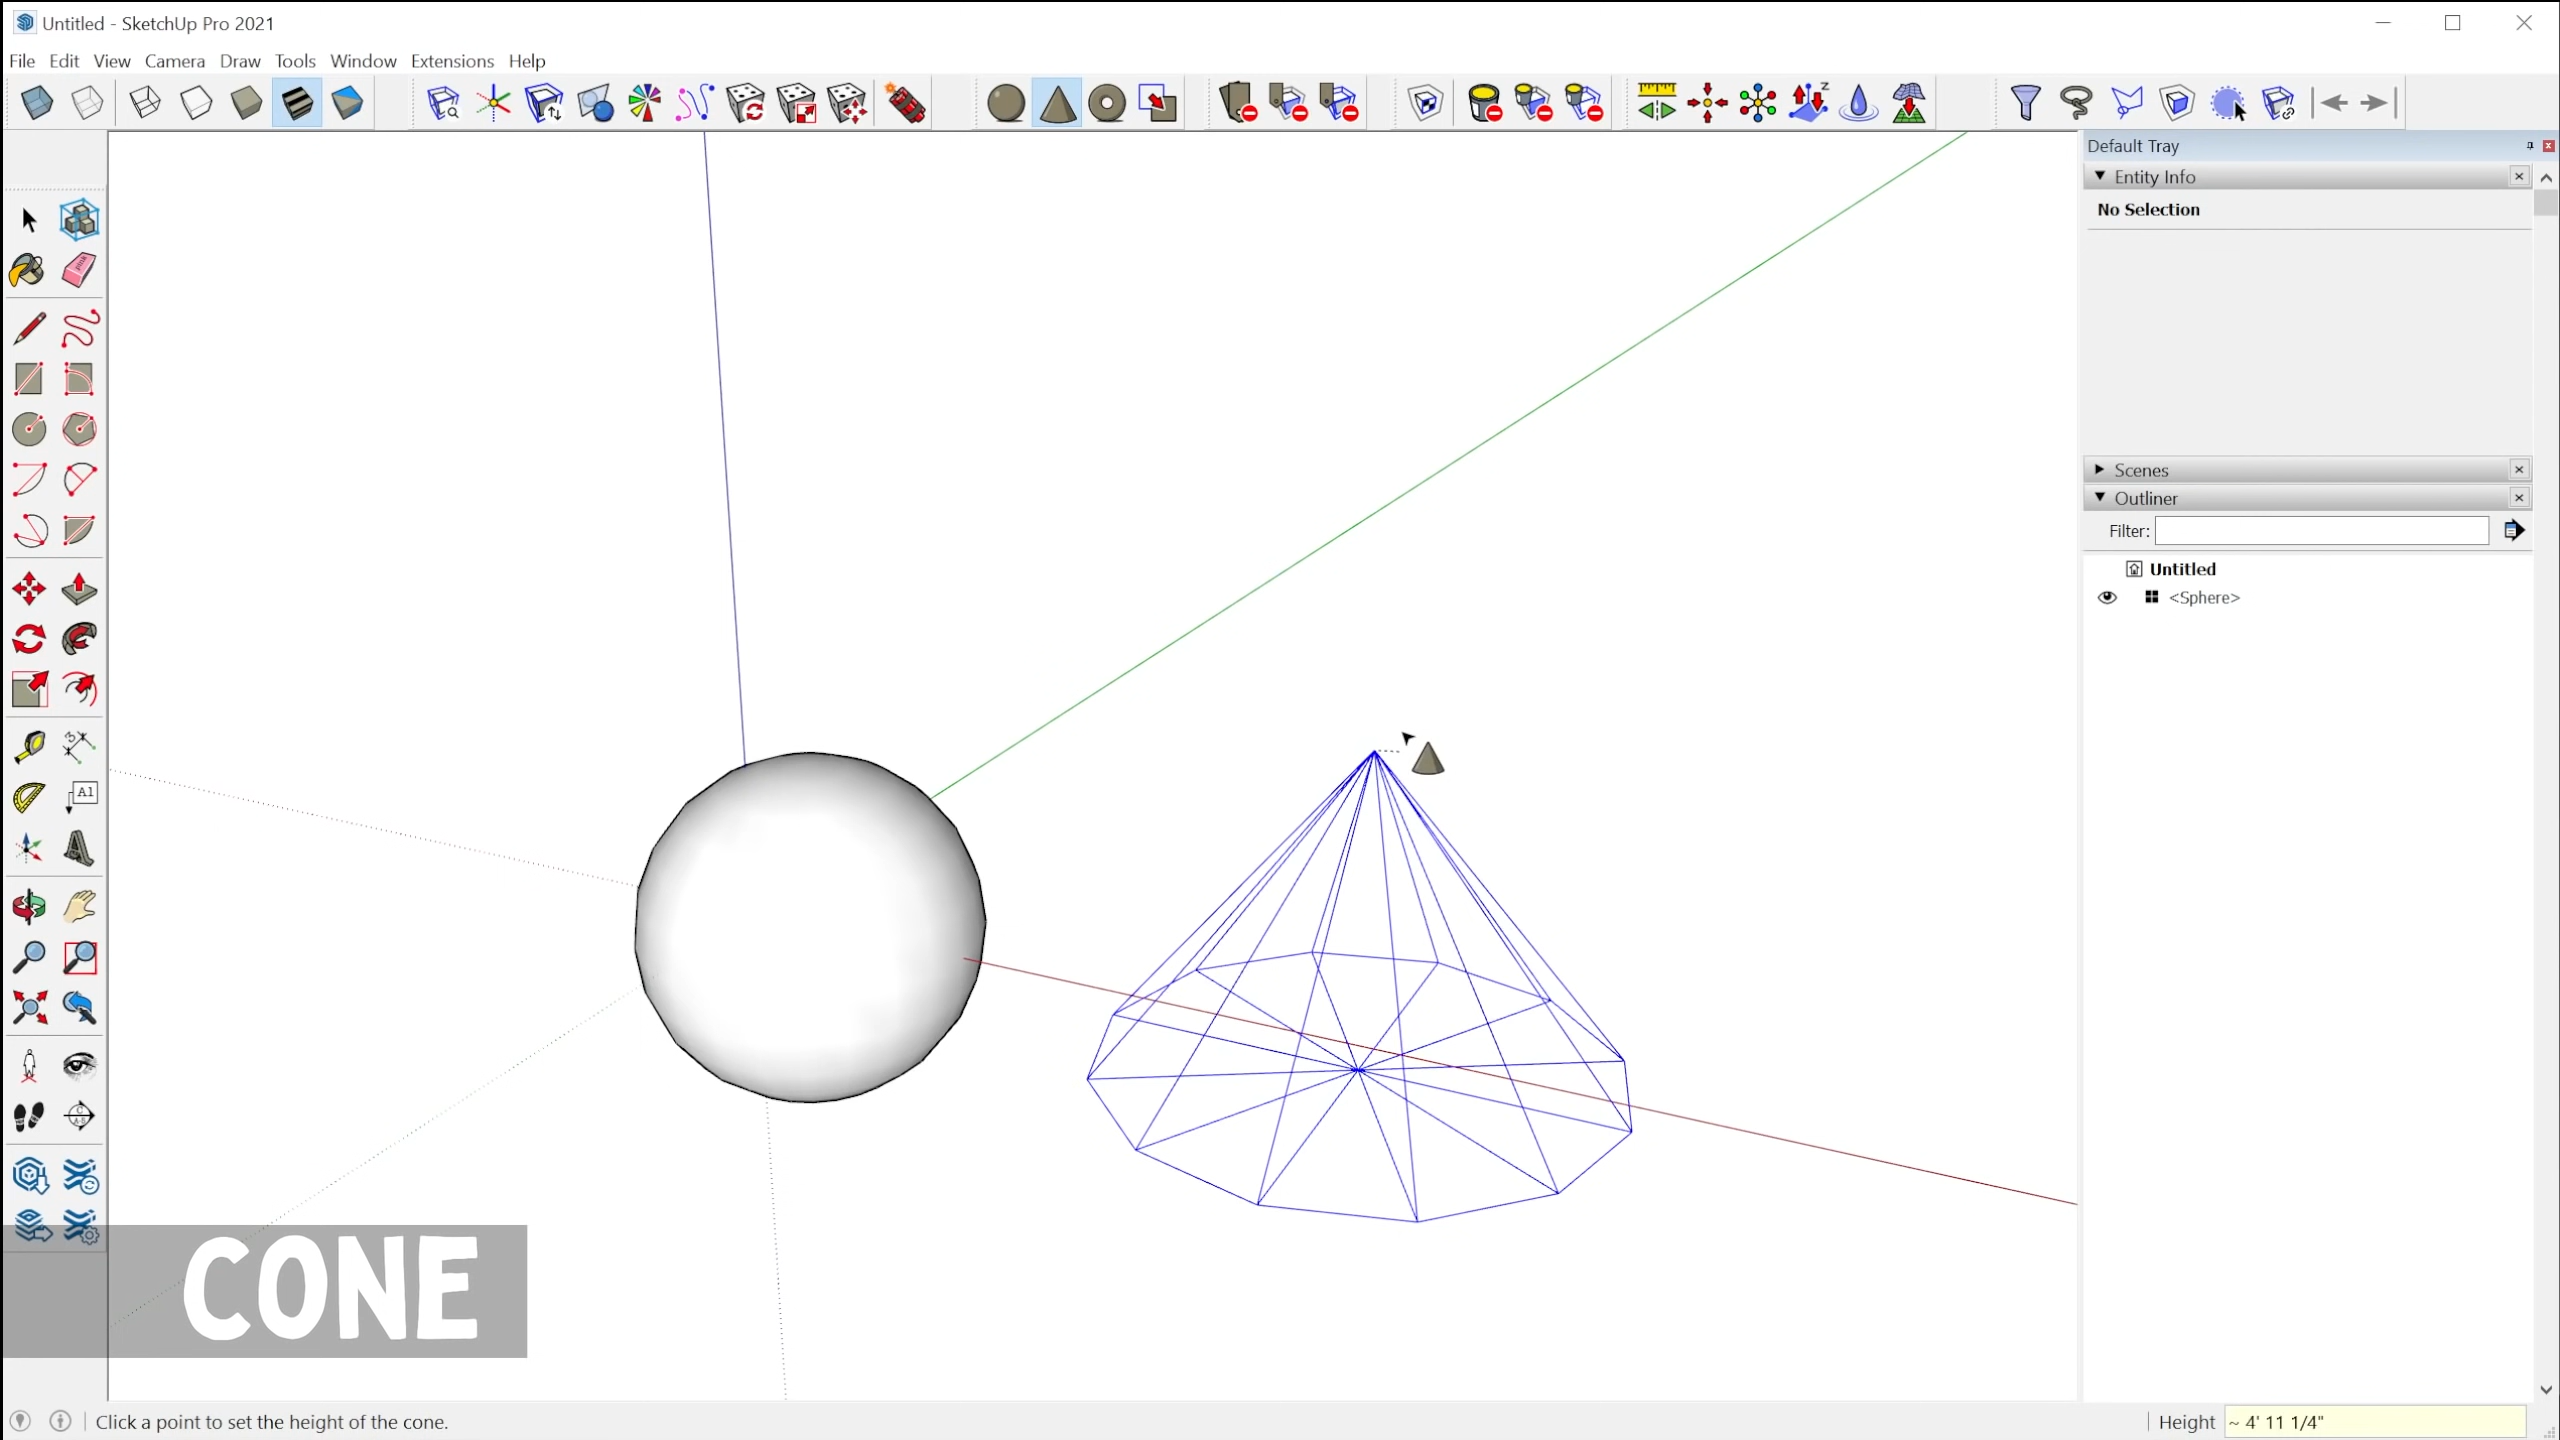 Untitled - SketchUp Pro 2021
File Edit View Camera Draw Tools Window Extensions Help
Default Tray
Entity Info
No Selection
Scenes
Outliner
Filter:
Untitled
<Sphere>
A1
CONE
Click a point to set the height of the cone.
Height ~ 4' 11 1/4"